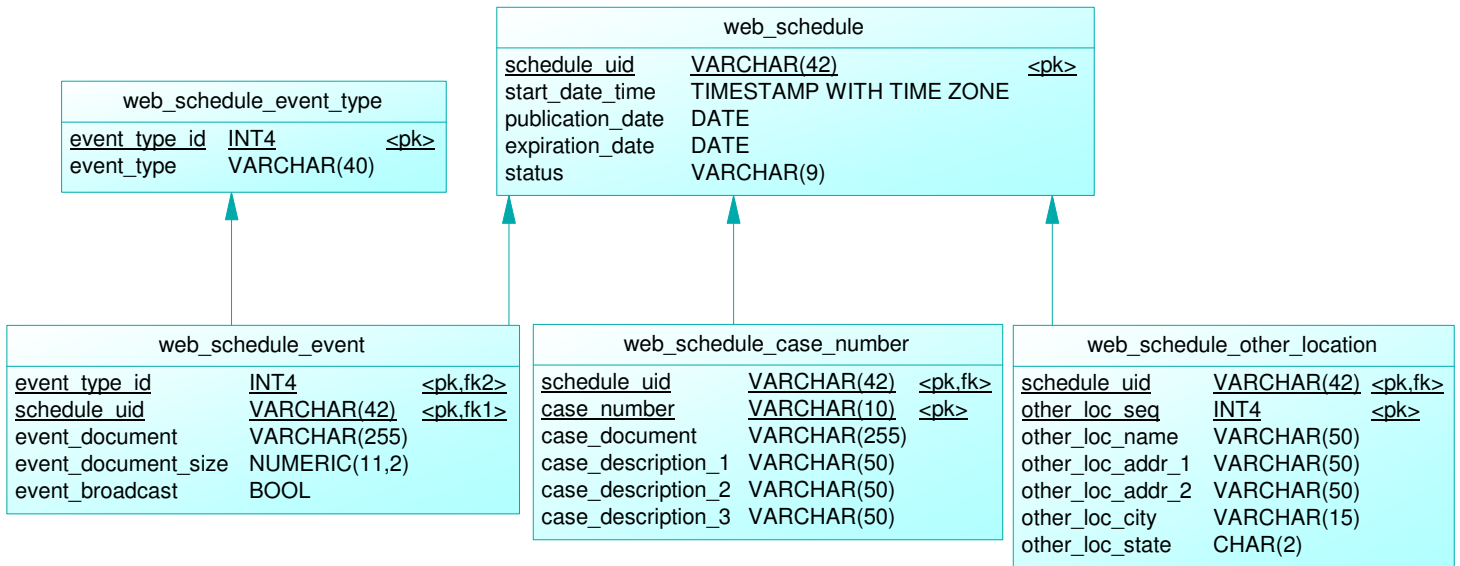 web_schedule
schedule_uid VARCHAR(42) <pk>
start_date_time TIMESTAMP WITH TIME ZONE
publication_date DATE
expiration_date DATE
status VARCHAR(9)
web_schedule_event_type
event_type_id INT4 <pk>
event_type VARCHAR(40)
web_schedule_event
event_type_id INT4 <pk,fk2>
schedule_uid VARCHAR(42) <pk,fk1>
event_document VARCHAR(255)
event_document_size NUMERIC(11,2)
event_broadcast BOOL
web_schedule_case_number
schedule_uid VARCHAR(42) <pk,fk>
case_number VARCHAR(10) <pk>
case_document VARCHAR(255)
case_description_1 VARCHAR(50)
case_description_2 VARCHAR(50)
case_description_3 VARCHAR(50)
web_schedule_other_location
schedule_uid VARCHAR(42) <pk,fk>
other_loc_seq INT4 <pk>
other_loc_name VARCHAR(50)
other_loc_addr_1 VARCHAR(50)
other_loc_addr_2 VARCHAR(50)
other_loc_city VARCHAR(15)
other_loc_state CHAR(2)